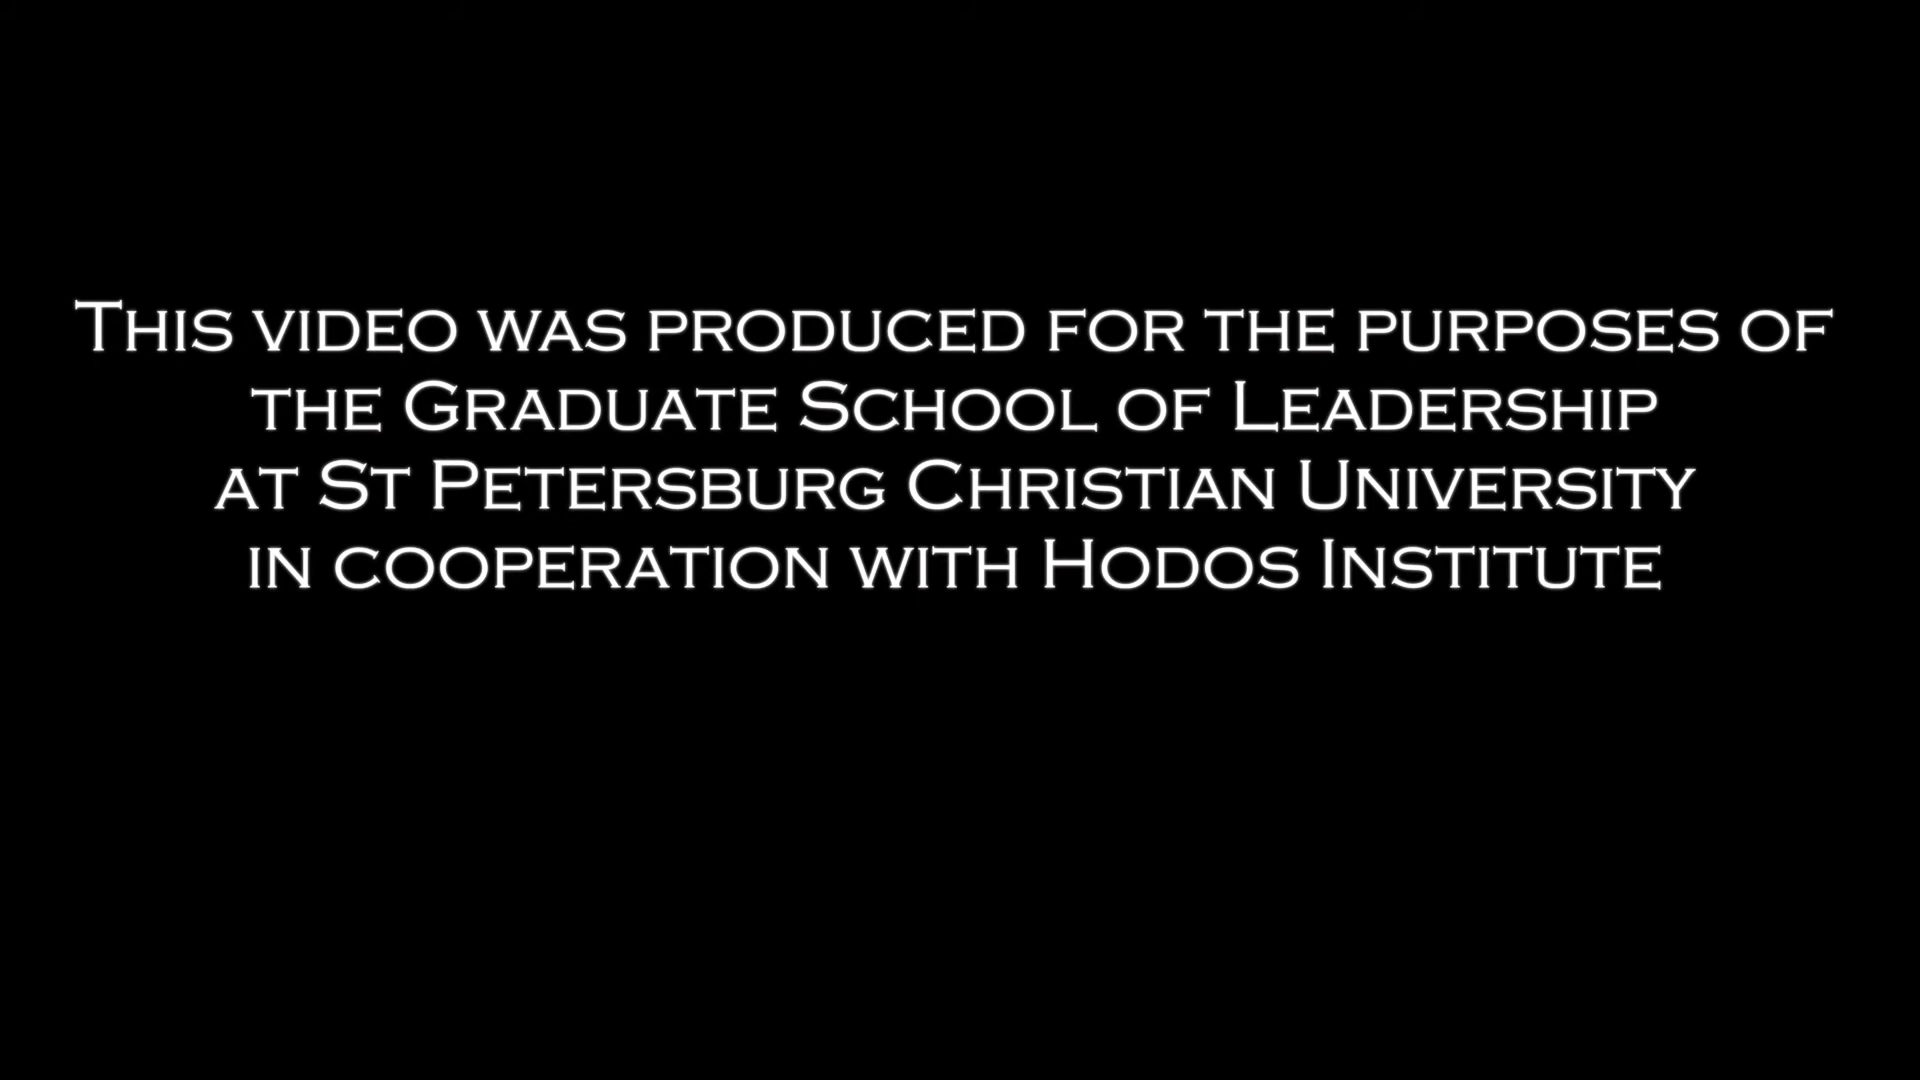 This video was produced for the purposes of
the Graduate School of Leadership
at St Petersburg Christian University
in cooperation with Hodos Institute